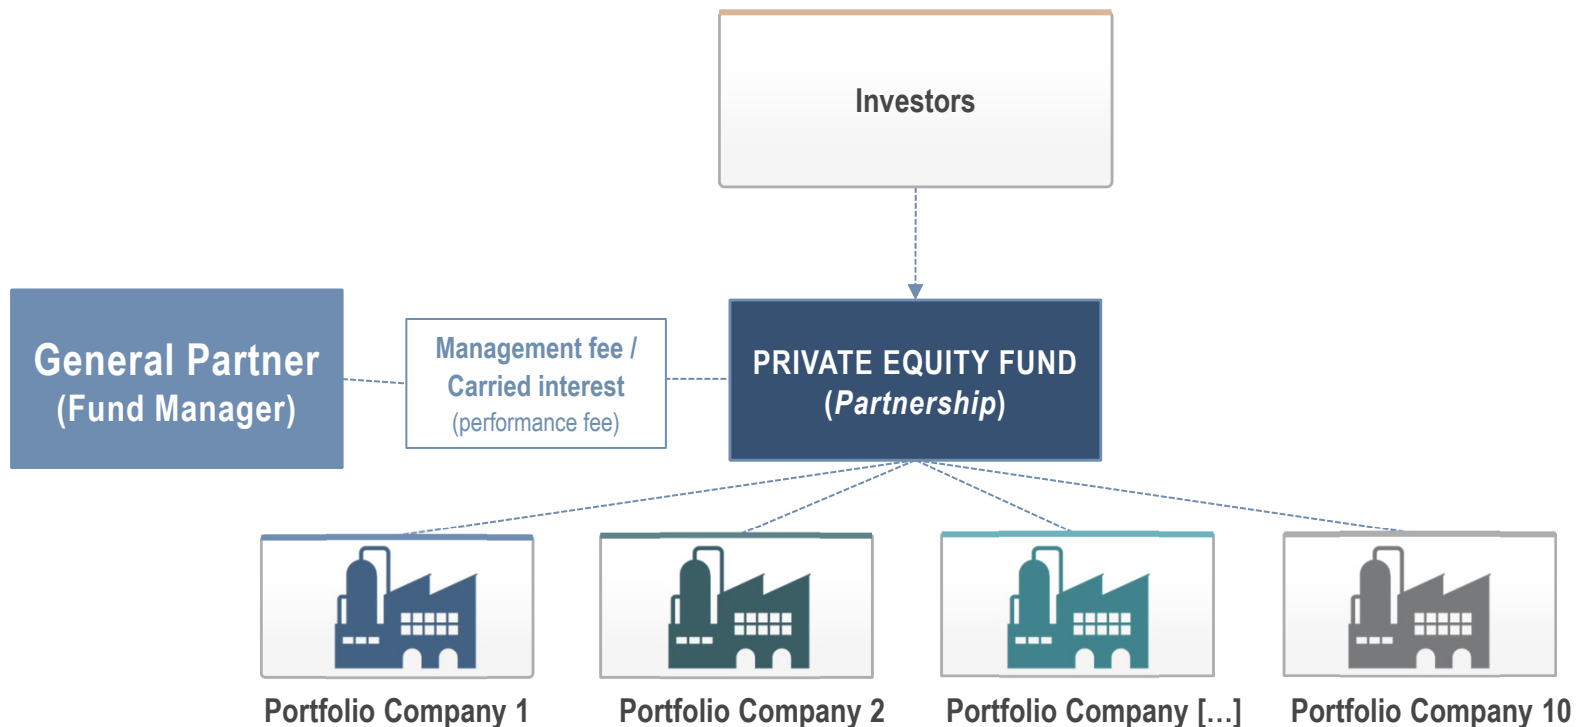 Investors
General Partner
(Fund Manager)
Management fee /
Carried interest
(performance fee)
PRIVATE EQUITY FUND
(Partnership)
Portfolio Company 1
Portfolio Company 2
Portfolio Company [...]
Portfolio Company 10